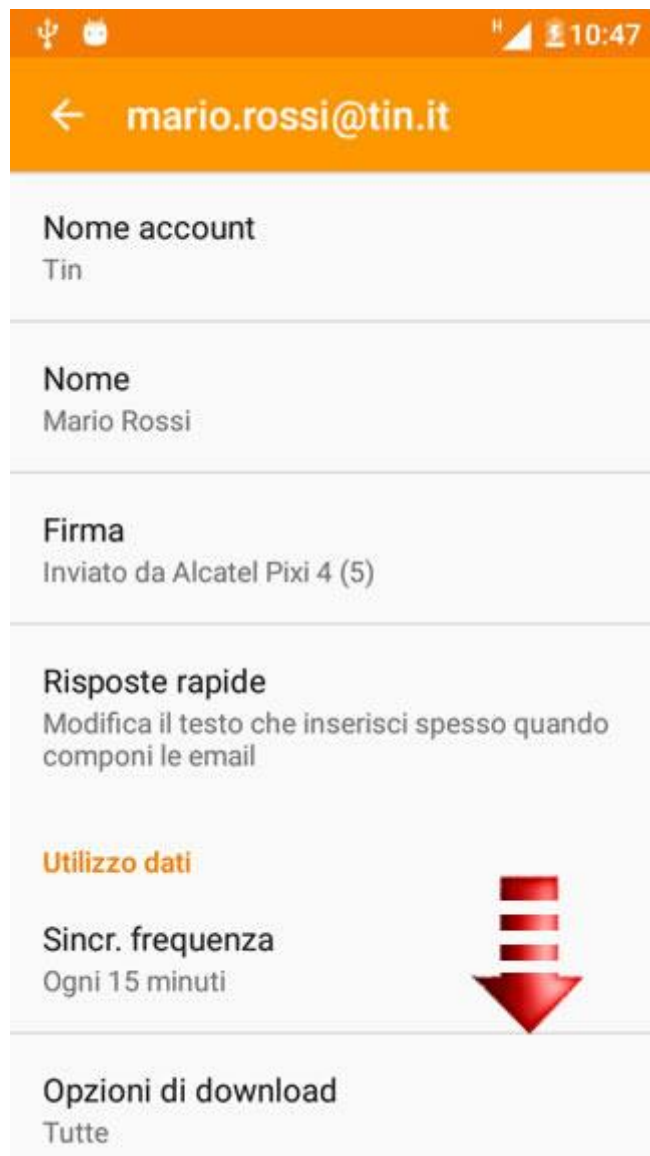 H 10:47
mario.rossi@tin.it
Nome account
Tin
Nome
Mario Rossi
Firma
Inviato da Alcatel Pixi 4 (5)
Risposte rapide
Modifica il testo che inserisci spesso quando
componi le email
Utilizzo dati
Sincr. frequenza
Ogni 15 minuti
Opzioni di download
Tutte